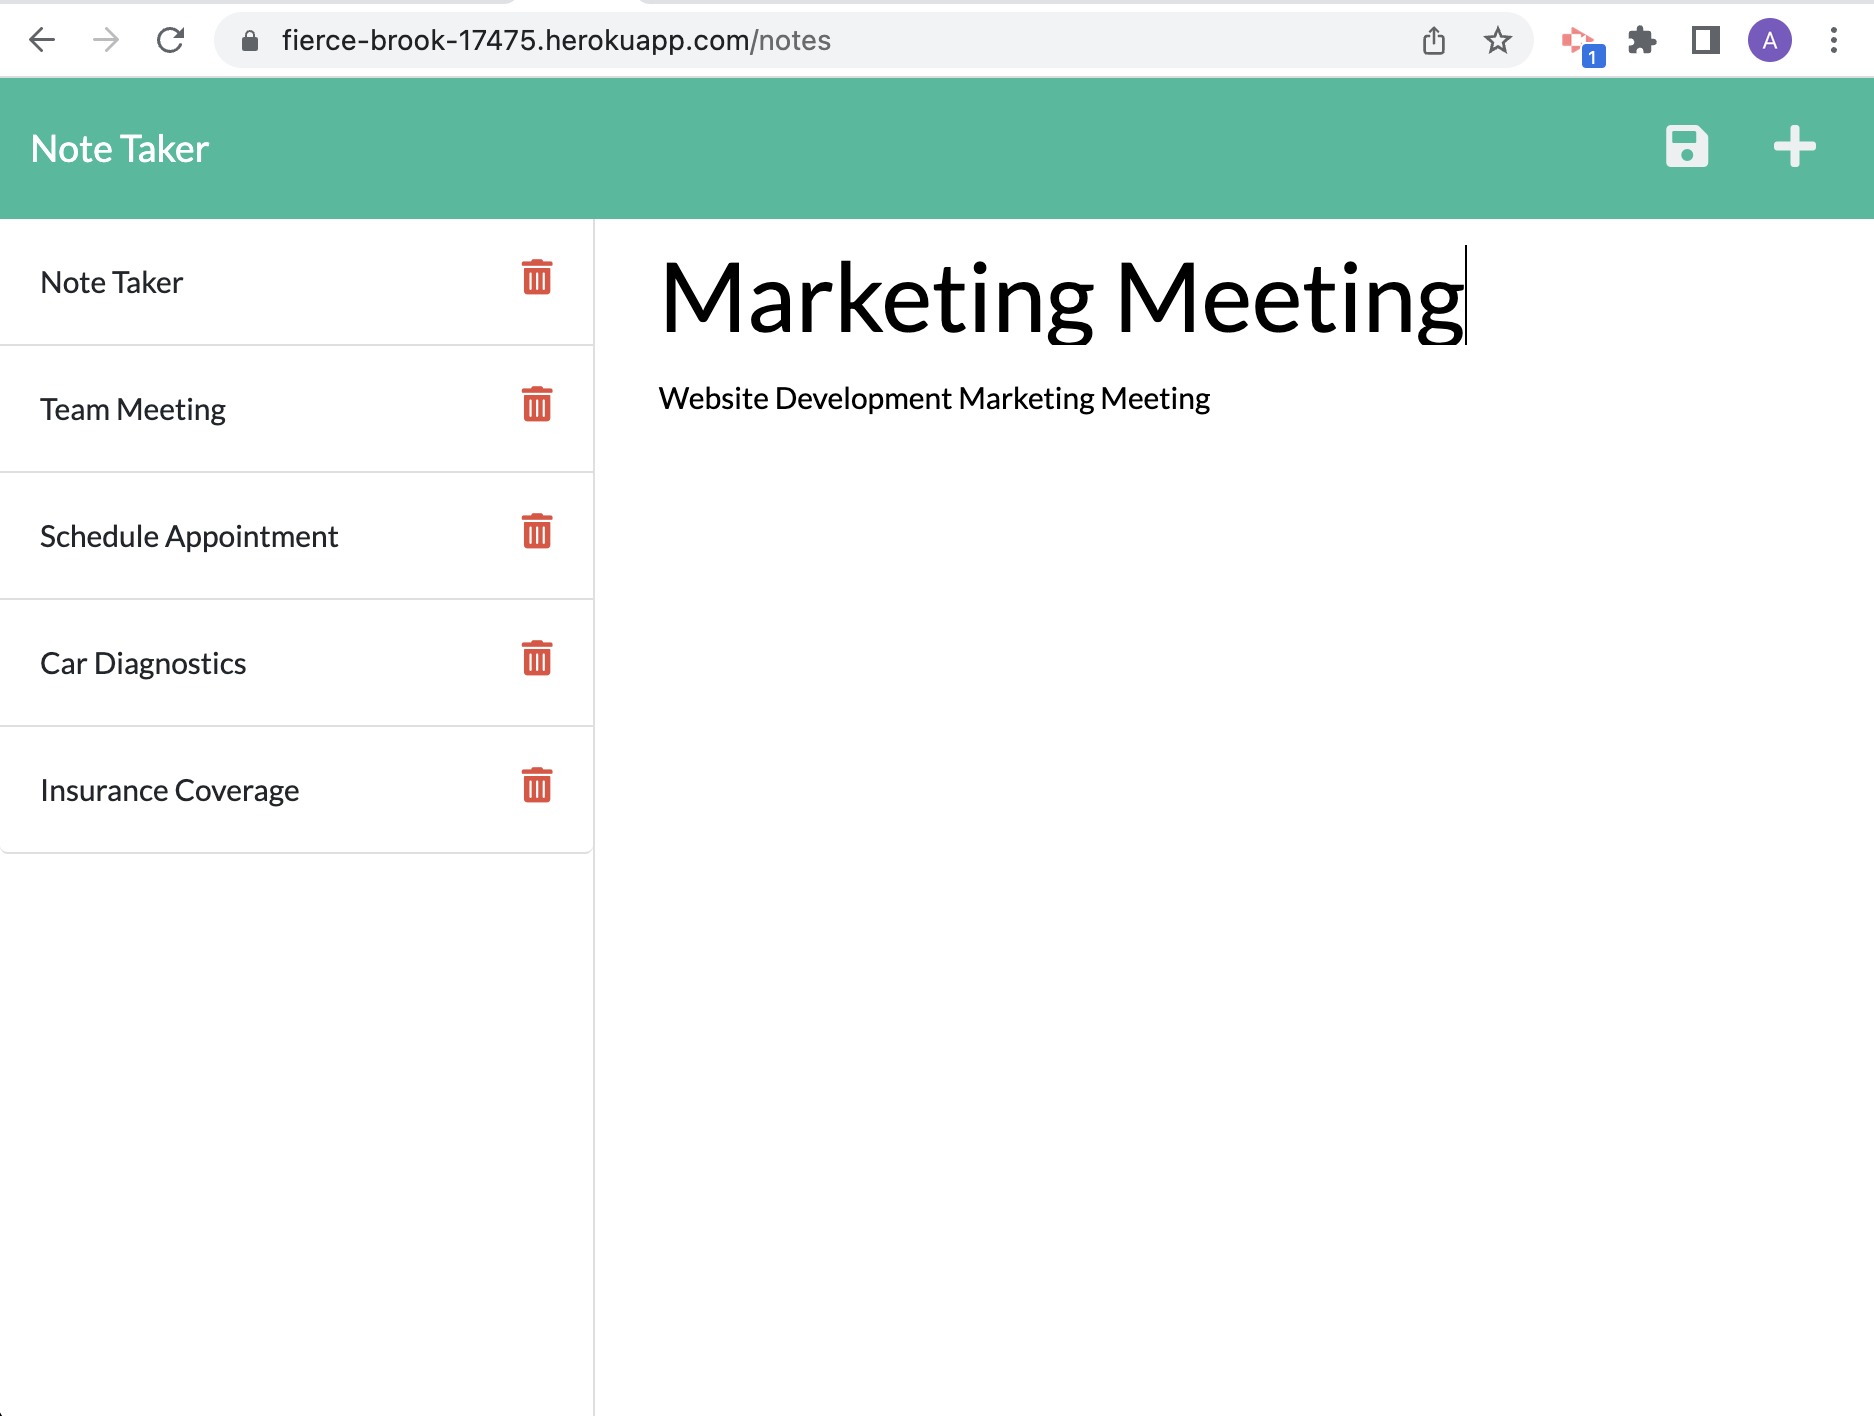 fierce-brook-17475.herokuapp.com/notes
1
A
Note Taker
Note Taker
Team Meeting
Schedule Appointment
Car Diagnostics
Insurance Coverage
Marketing Meeting
Website Development Marketing Meeting